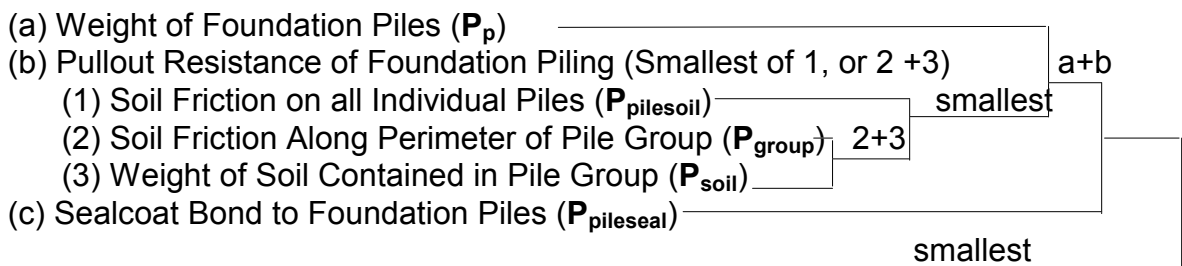 (a) Weight of Foundation Piles (Pp)
(b) Pullout Resistance of Foundation Piling (Smallest of 1, or 2 +3) a+b
(1) Soil Friction on all Individual Piles (Ppilesoil) smallest
(2) Soil Friction Along Perimeter of Pile Group (Pgroup) 2+3
(3) Weight of Soil Contained in Pile Group (Psoil)
(c) Sealcoat Bond to Foundation Piles (Ppileseal)
smallest